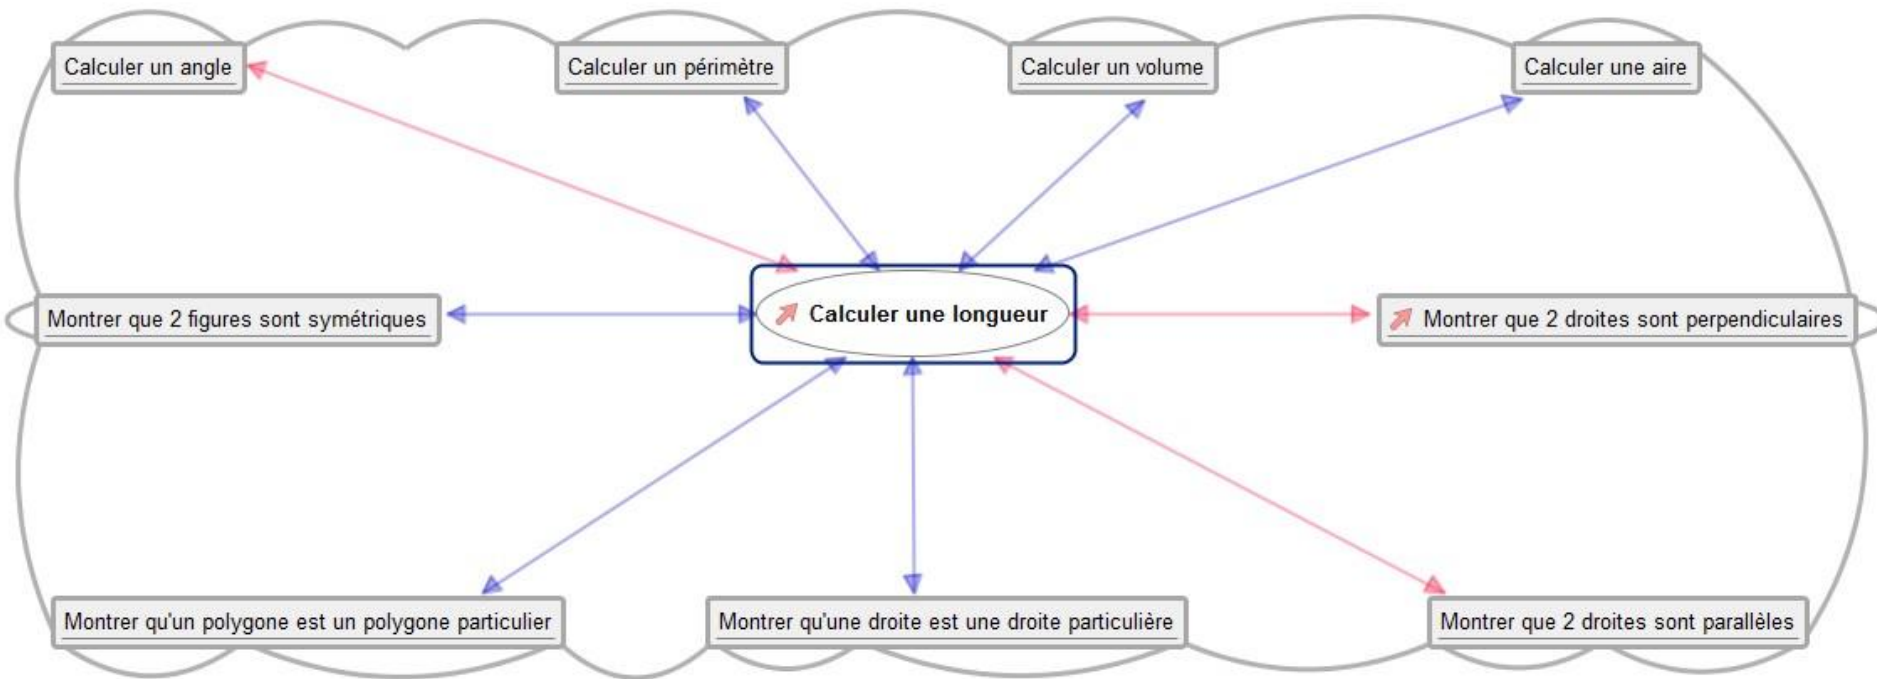 Calculer un angle
Calculer un périmètre
Calculer un volume
Calculer une aire
Montrer que 2 figures sont symétriques
Calculer une longueur
Montrer que 2 droites sont perpendiculaires
Montrer qu'un polygone est un polygone particulier
Montrer qu'une droite est une droite particulière
Montrer que 2 droites sont parallèles